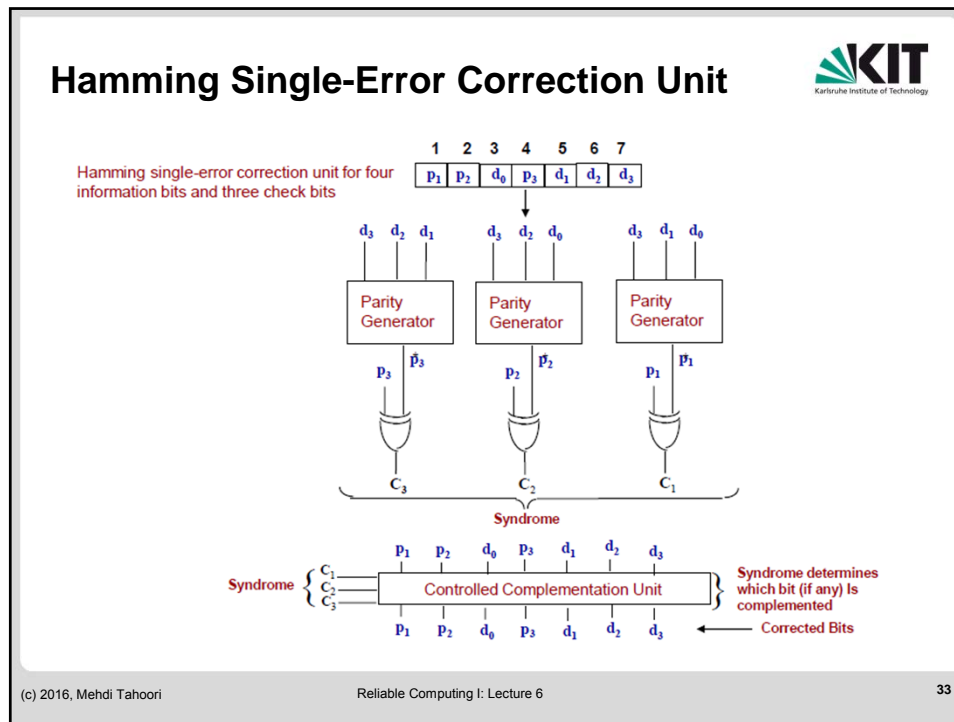 Hamming Single-Error Correction Unit
KIT
Karlsruhe Institute of Technology
1 2 3 4 5 6 7
Hamming single-error correction unit for four
information bits and three check bits
p₁ p₂ d₀ p₃ d₁ d₂ d₃
d₃ d₂ d₁ d₃ d₂ d₀ d₃ d₁ d₀
Parity Generator
Parity Generator
Parity Generator
p₃ p*₃ p₂ p*₂ p₁ p*₁
C₃ C₂ C₁
Syndrome
p₁ p₂ d₀ p₃ d₁ d₂ d₃
Syndrome
C₁
C₂
C₃
Controlled Complementation Unit
Syndrome determines
which bit (if any) Is
complemented
p₁ p₂ d₀ p₃ d₁ d₂ d₃
Corrected Bits
(c) 2016, Mehdi Tahoori
Reliable Computing I: Lecture 6
33